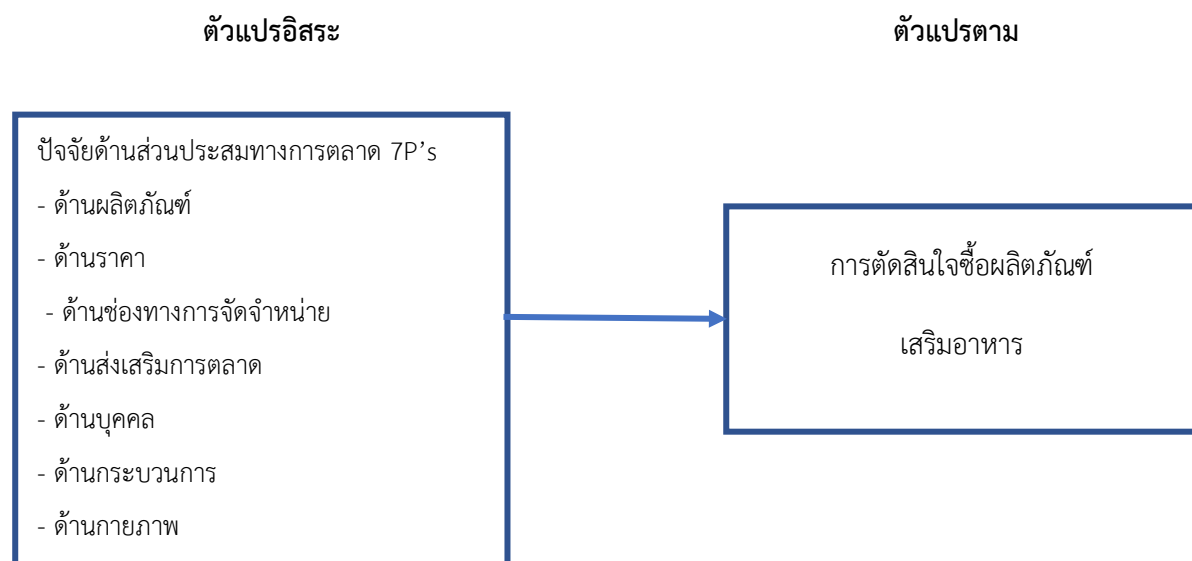 ตัวแปรอิสระ
ตัวแปรตาม
ปัจจัยด้านส่วนประสมทางการตลาด 7P’s
- ด้านผลิตภัณฑ์
- ด้านราคา
- ด้านช่องทางการจัดจำหน่าย
- ด้านส่งเสริมการตลาด
- ด้านบุคคล
- ด้านกระบวนการ
- ด้านกายภาพ
การตัดสินใจซื้อผลิตภัณฑ์
เสริมอาหาร